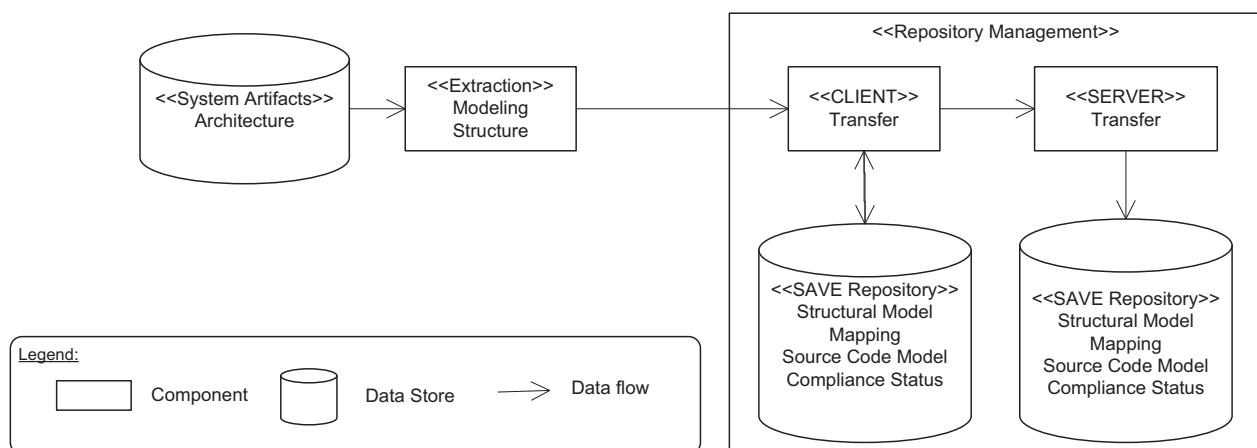 <<Repository Management>>
<<System Artifacts>>
Architecture
<<Extraction>>
Modeling
Structure
<<CLIENT>>
Transfer
<<SERVER>>
Transfer
<<SAVE Repository>>
Structural Model
Mapping
Source Code Model
Compliance Status
<<SAVE Repository>>
Structural Model
Mapping
Source Code Model
Compliance Status
Legend:
Component
Data Store
Data flow